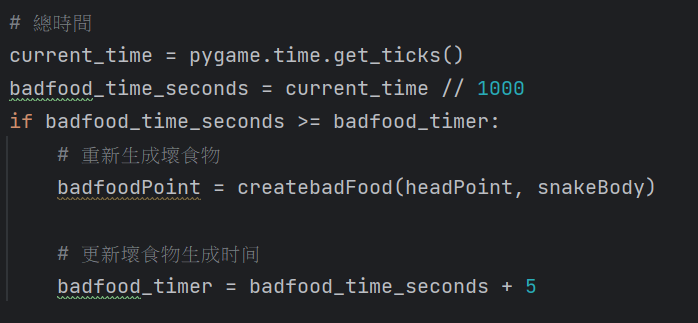 # 總時間
current_time = pygame.time.get_ticks()
badfood_time_seconds = current_time // 1000
if badfood_time_seconds >= badfood_timer:
# 重新生成壞食物
badfoodPoint = createbadFood(headPoint, snakeBody)
# 更新壞食物生成时间
badfood_timer = badfood_time_seconds + 5